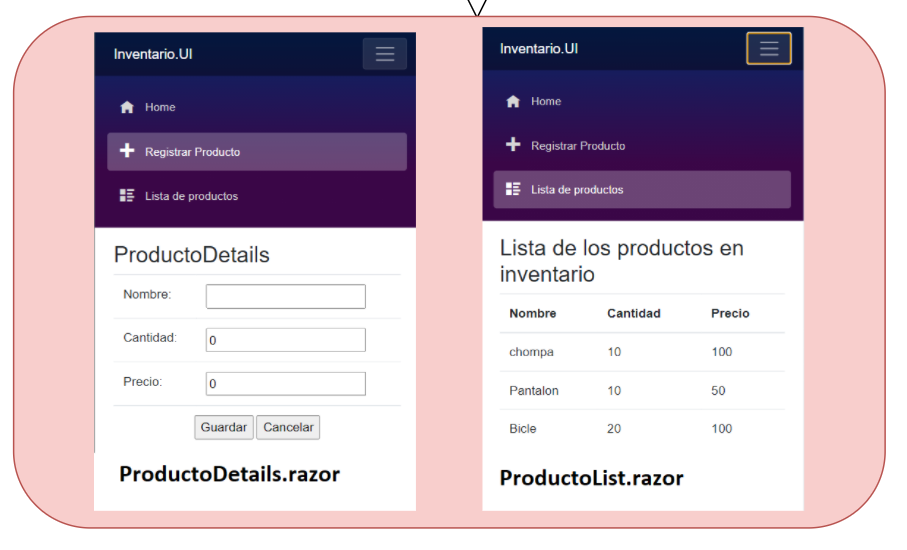 Inventario.UI
Home
Registrar Producto
Lista de productos
ProductoDetails
Nombre:
Cantidad: 0
Precio: 0
Guardar Cancelar
ProductoDetails.razor
Inventario.UI
Home
Registrar Producto
Lista de productos
Lista de los productos en
inventario
Nombre Cantidad Precio
chompa 10 100
Pantalon 10 50
Bicle 20 100
ProductoList.razor